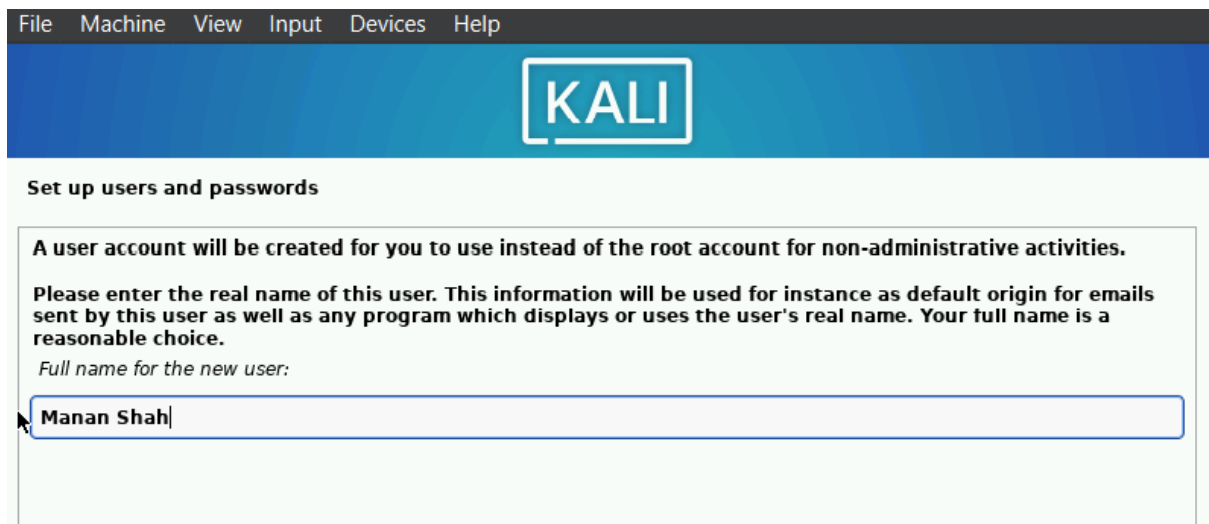 File Machine View Input Devices Help
KALI
Set up users and passwords
A user account will be created for you to use instead of the root account for non-administrative activities.
Please enter the real name of this user. This information will be used for instance as default origin for emails
sent by this user as well as any program which displays or uses the user's real name. Your full name is a
reasonable choice.
Full name for the new user:
Manan Shah